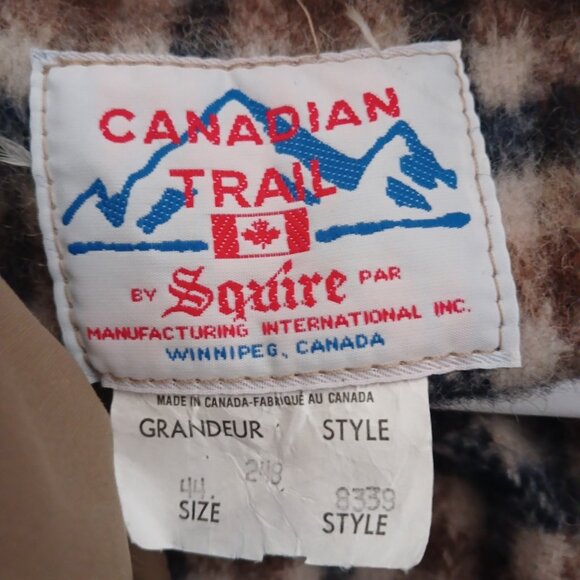 CANADIAN
TRAIL
BY Squire PAR
MANUFACTURING INTERNATIONAL INC.
WINNIPEG, CANADA
MADE IN CANADA-FABRIQUÉ AU CANADA
GRANDEUR STYLE
248
44 8339
SIZE STYLE